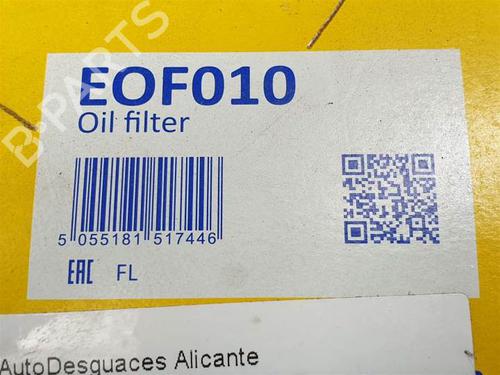 EOF010
Oil filter
5 055181 517446
EAC FL
AutoDesguaces Alicante
B-PARTS